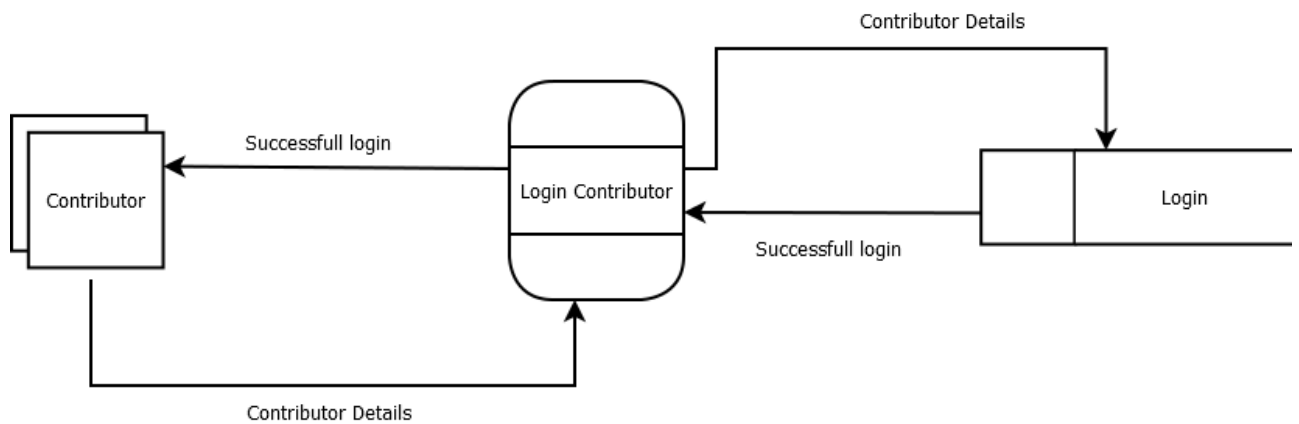 Contributor Details
Successfull login
Contributor
Login Contributor
Login
Successfull login
Contributor Details